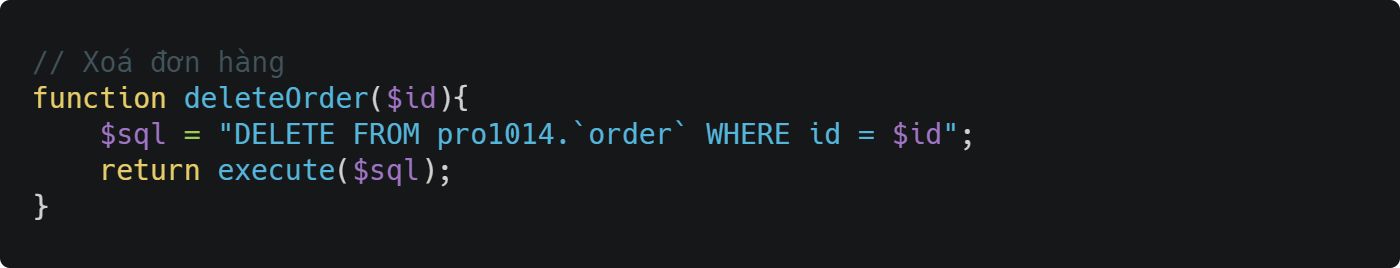 // Xoá đơn hàng
function deleteOrder($id){
    $sql = "DELETE FROM pro1014.`order` WHERE id = $id";
    return execute($sql);
}